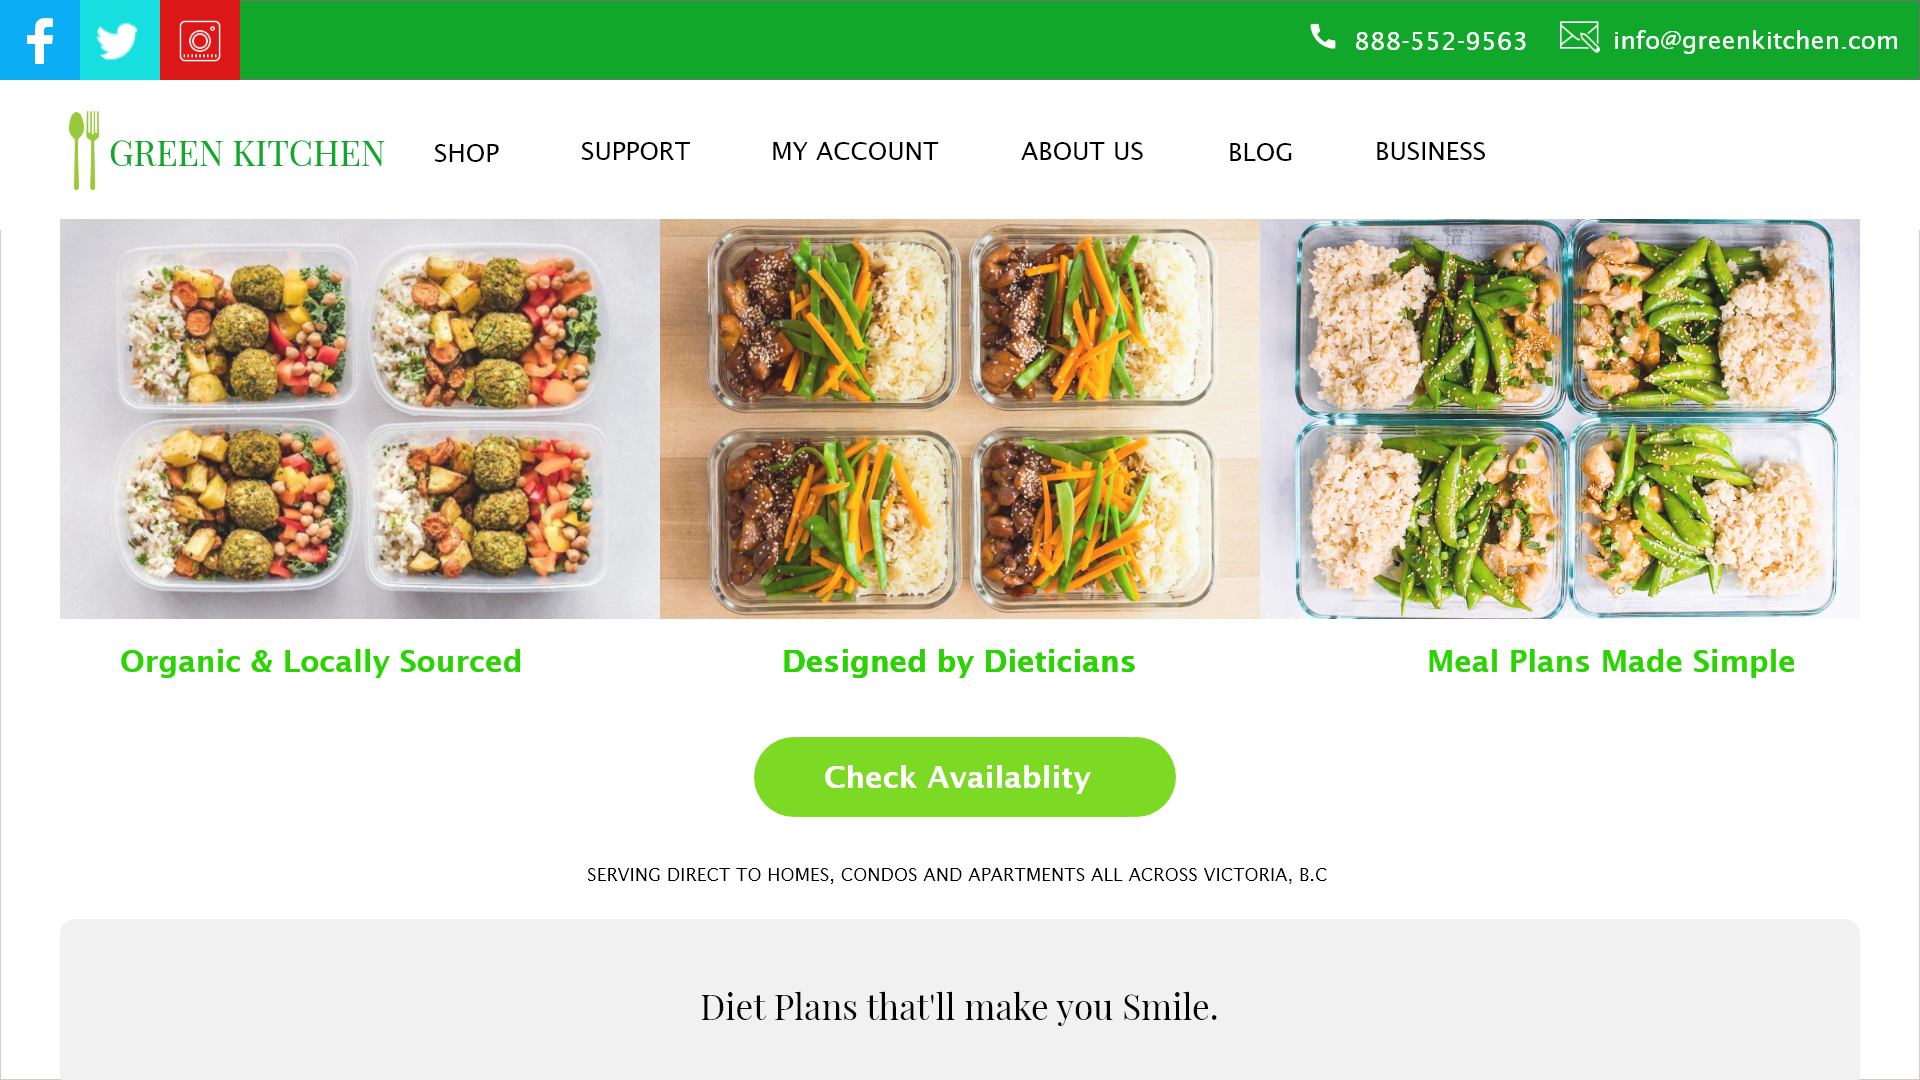 888-552-9563
info@greenkitchen.com
GREEN KITCHEN
SHOP
SUPPORT
MY ACCOUNT
ABOUT US
BLOG
BUSINESS
Organic & Locally Sourced
Designed by Dieticians
Meal Plans Made Simple
Check Availablity
SERVING DIRECT TO HOMES, CONDOS AND APARTMENTS ALL ACROSS VICTORIA, B.C
Diet Plans that'll make you Smile.